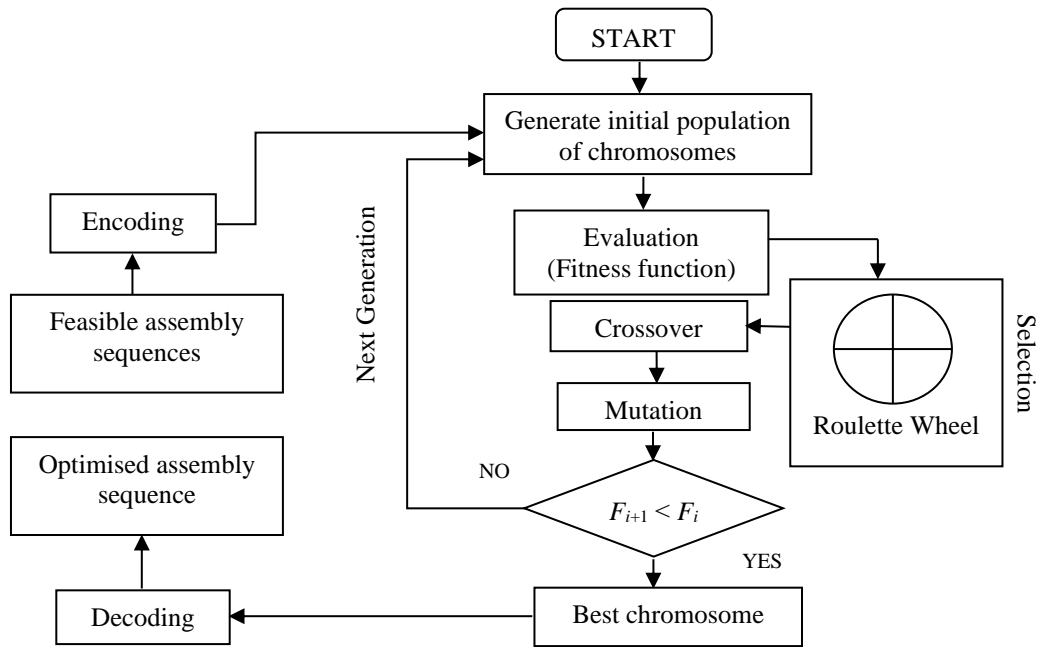 START
Generate initial population
of chromosomes
Encoding
Next Generation
Evaluation
(Fitness function)
Feasible assembly
sequences
Crossover
Selection
Mutation
Roulette Wheel
Optimised assembly
sequence
NO
F_{i+1} < F_i
YES
Decoding
Best chromosome